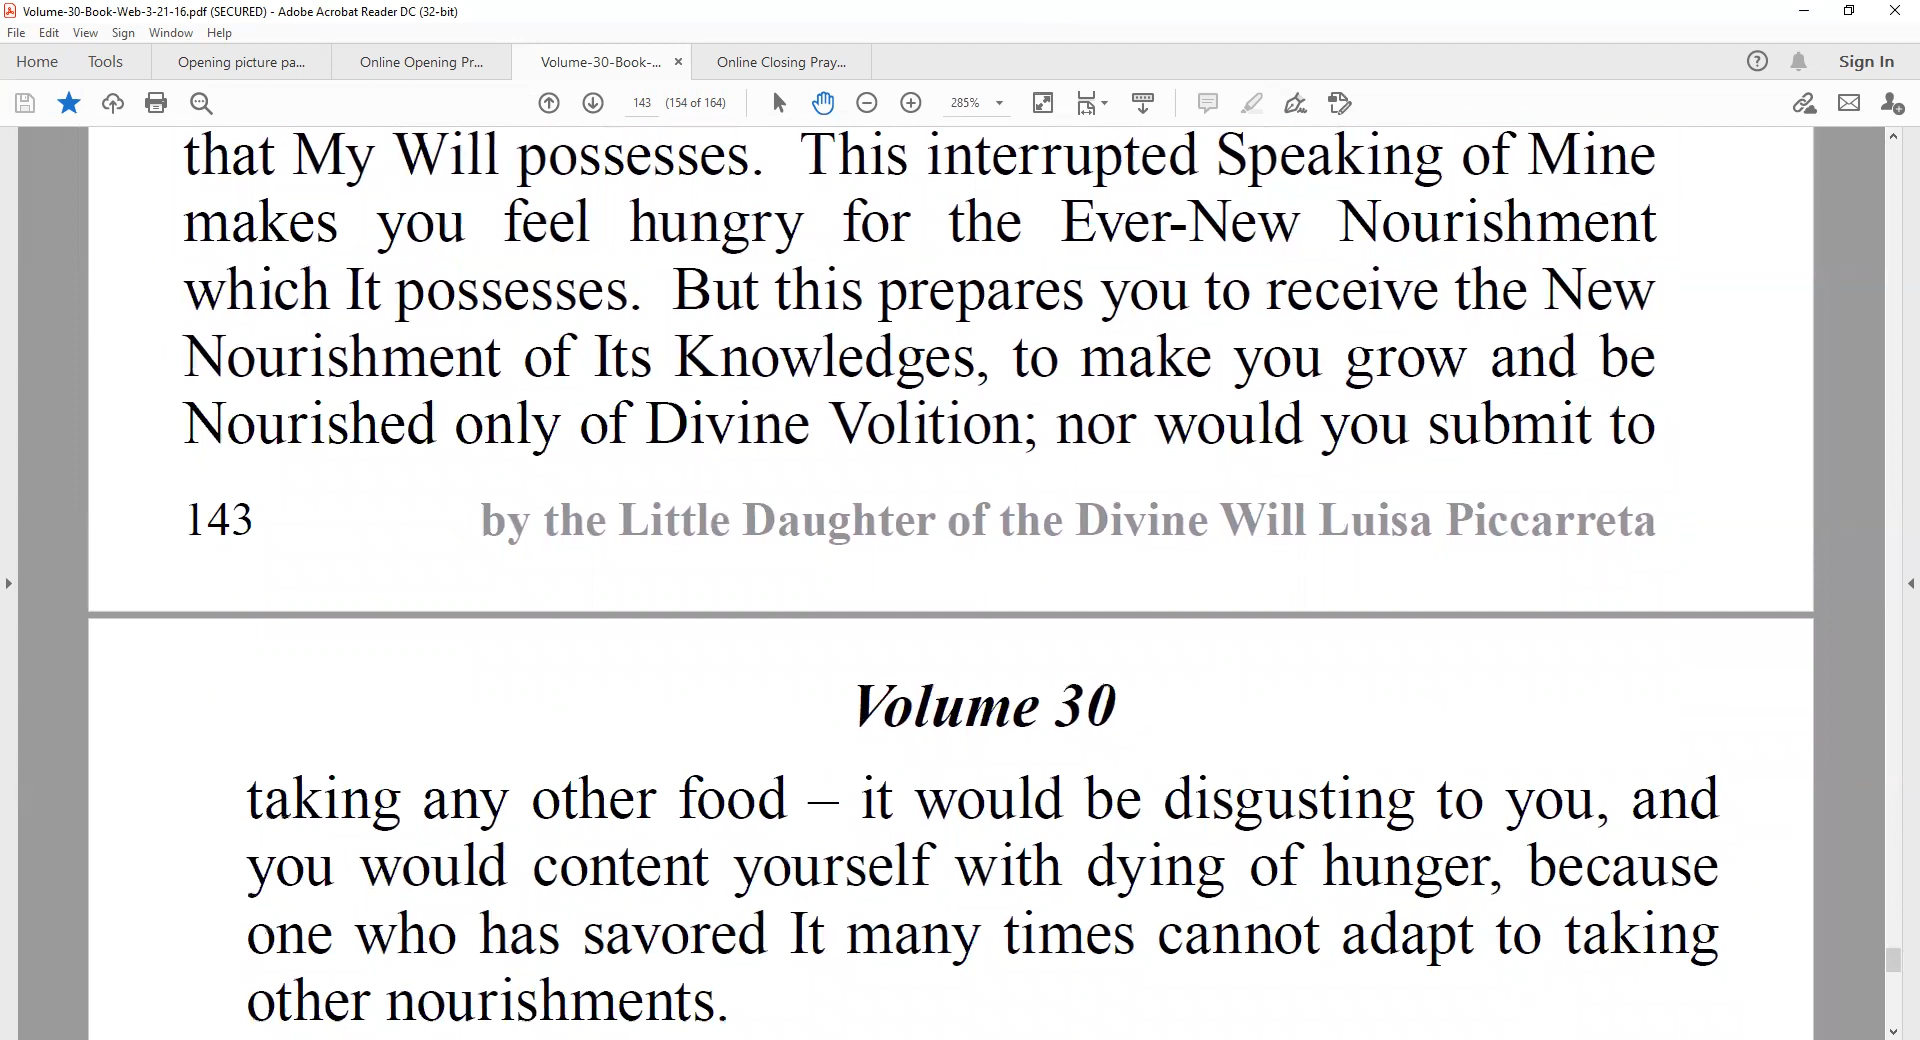 Volume-30-Book-Web-3-21-16.pdf (SECURED) - Adobe Acrobat Reader DC (32-bit)
File Edit View Sign Window Help
Home Tools Opening picture pa... Online Opening Pr... Volume-30-Book-... × Online Closing Pray... Sign In
143 (154 of 164) 285%
that My Will possesses. This interrupted Speaking of Mine
makes you feel hungry for the Ever-New Nourishment
which It possesses. But this prepares you to receive the New
Nourishment of Its Knowledges, to make you grow and be
Nourished only of Divine Volition; nor would you submit to
143 by the Little Daughter of the Divine Will Luisa Piccarreta
Volume 30
taking any other food – it would be disgusting to you, and
you would content yourself with dying of hunger, because
one who has savored It many times cannot adapt to taking
other nourishments.